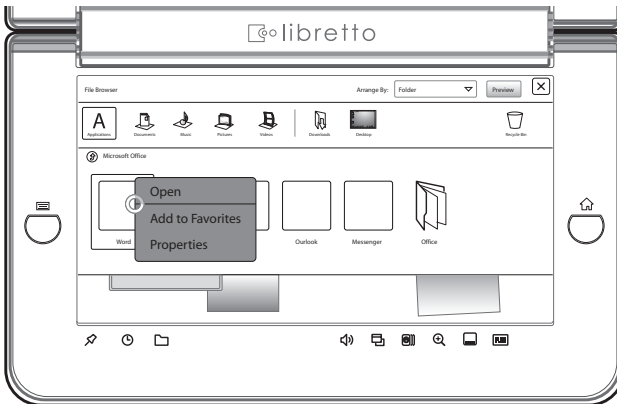 libretto
File Browser
Arrange By: Folder
Preview
Applications
Documents
Music
Pictures
Videos
Downloads
Desktop
Recycle Bin
Microsoft Office
Open
Add to Favorites
Properties
Word
Ourlook
Messenger
Office